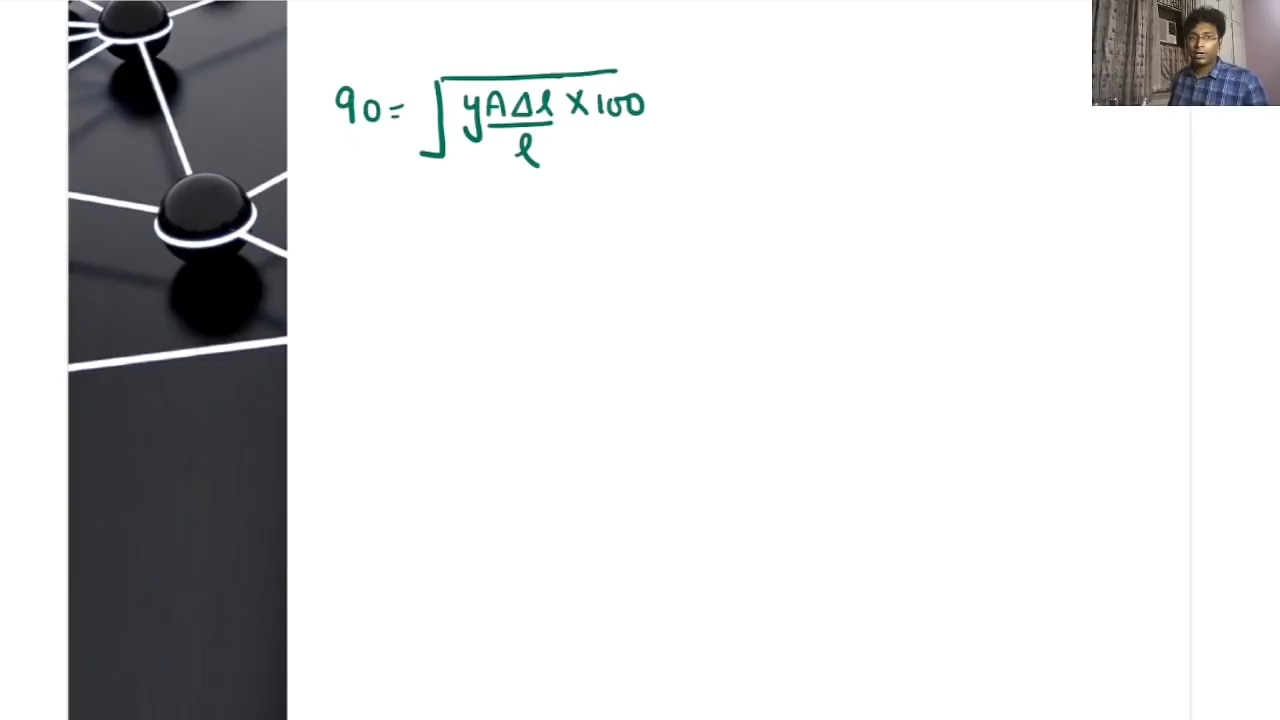 90 = √(yAΔl/l × 100)